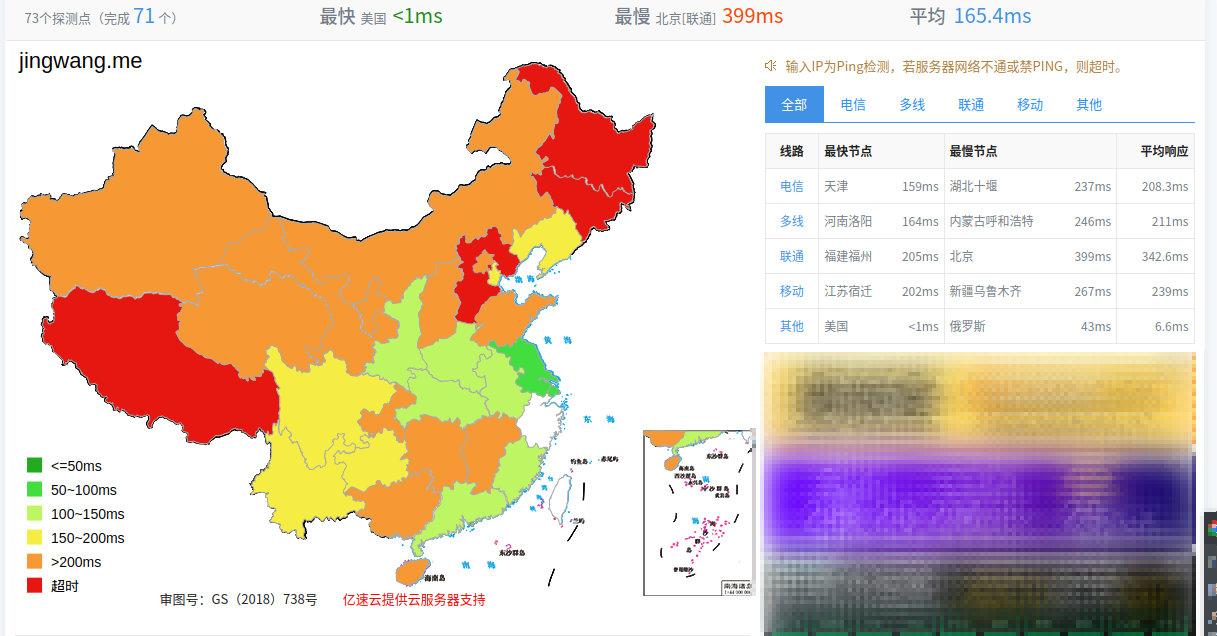 73个探测点（完成 71 个） 最快 美国 <1ms 最慢 北京[联通] 399ms 平均 165.4ms
jingwang.me
输入IP为Ping检测，若服务器网络不通或禁PING，则超时。
全部 电信 多线 联通 移动 其他
线路 最快节点 最慢节点 平均响应
电信 天津 159ms 湖北十堰 237ms 208.3ms
多线 河南洛阳 164ms 内蒙古呼和浩特 246ms 211ms
联通 福建福州 205ms 北京 399ms 342.6ms
移动 江苏宿迁 202ms 新疆乌鲁木齐 267ms 239ms
其他 美国 <1ms 俄罗斯 43ms 6.6ms
东 海
钓鱼岛 赤尾屿
东沙群岛
海南岛
南海诸岛
<=50ms
50~100ms
100~150ms
150~200ms
>200ms
超时
审图号：GS（2018）738号 亿速云提供云服务器支持